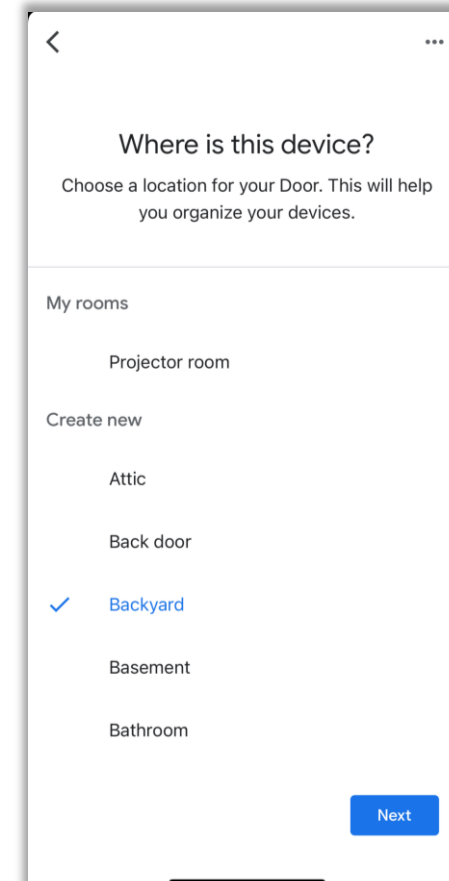 Where is this device?
Choose a location for your Door. This will help
you organize your devices.
My rooms
Projector room
Create new
Attic
Back door
Backyard
Basement
Bathroom
Next